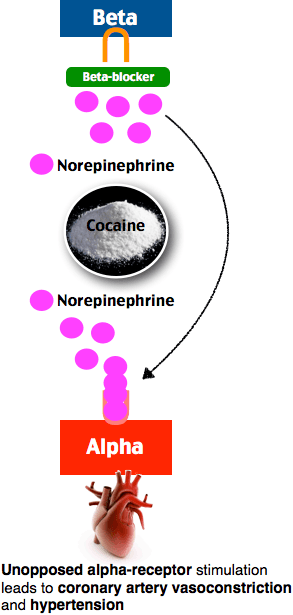 Beta
Beta-blocker
Norepinephrine
Cocaine
Norepinephrine
Alpha
Unopposed alpha-receptor stimulation
leads to coronary artery vasoconstriction
and hypertension